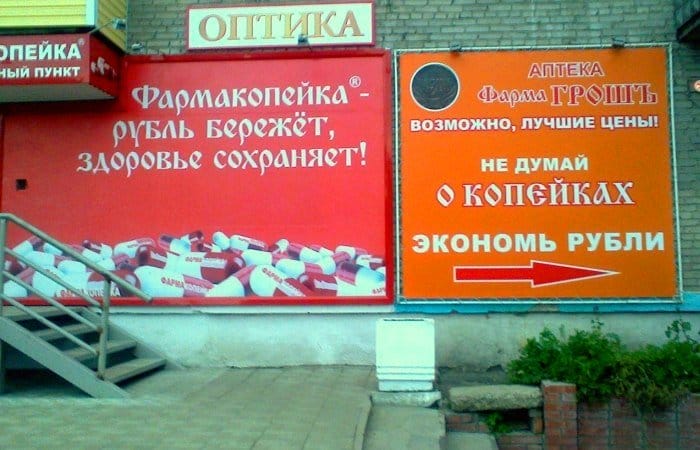 ОПТИКА
КОПЕЙКА®
НЫЙ ПУНКТ
Фармакопейка® -
рубль бережёт,
здоровье сохраняет!
АПТЕКА
Фарма ГРОШЪ
ВОЗМОЖНО, ЛУЧШИЕ ЦЕНЫ!
НЕ ДУМАЙ
О КОПЕЙКАХ
ЭКОНОМЬ РУБЛИ